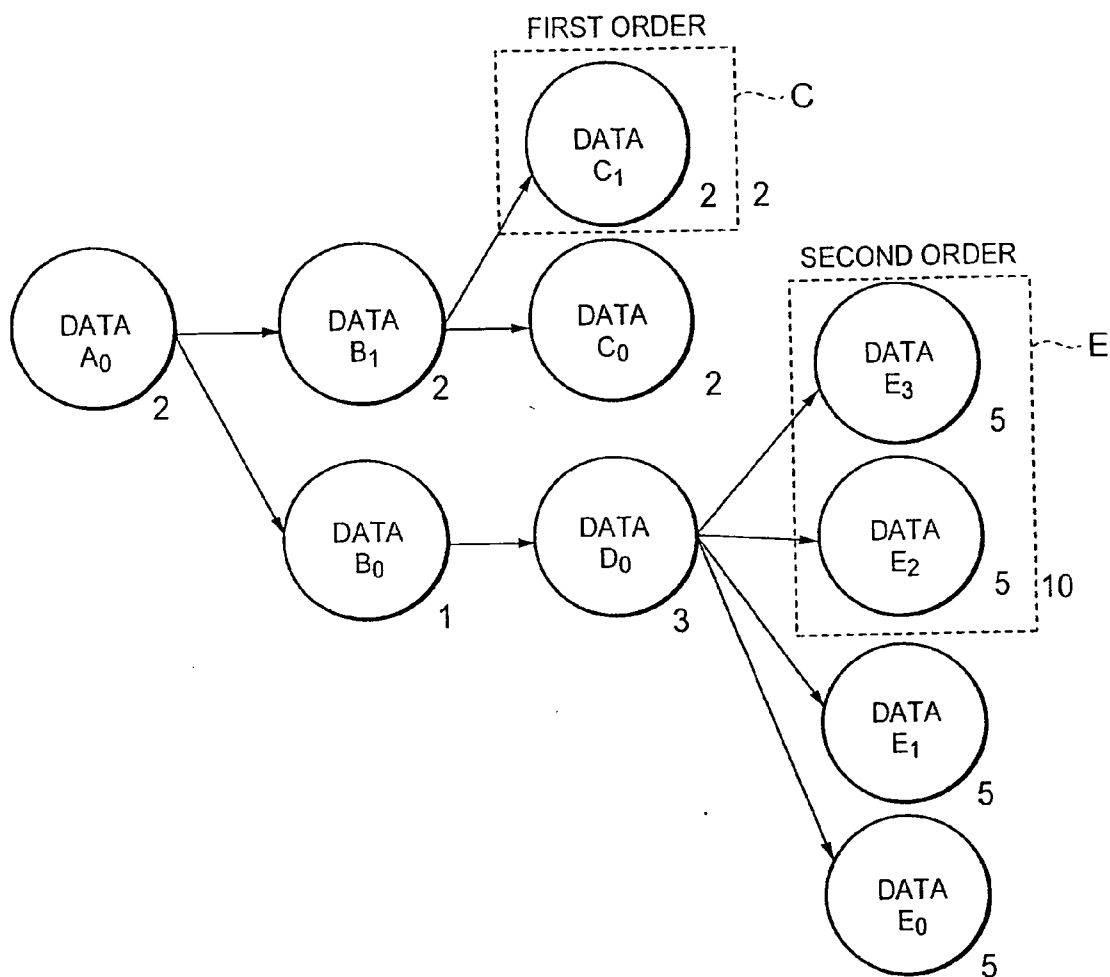 FIRST ORDER
C
DATA
C1
2
2
SECOND ORDER
DATA
A0
2
DATA
B1
2
DATA
C0
2
E
DATA
E3
5
DATA
B0
1
DATA
D0
3
DATA
E2
5
10
DATA
E1
5
DATA
E0
5